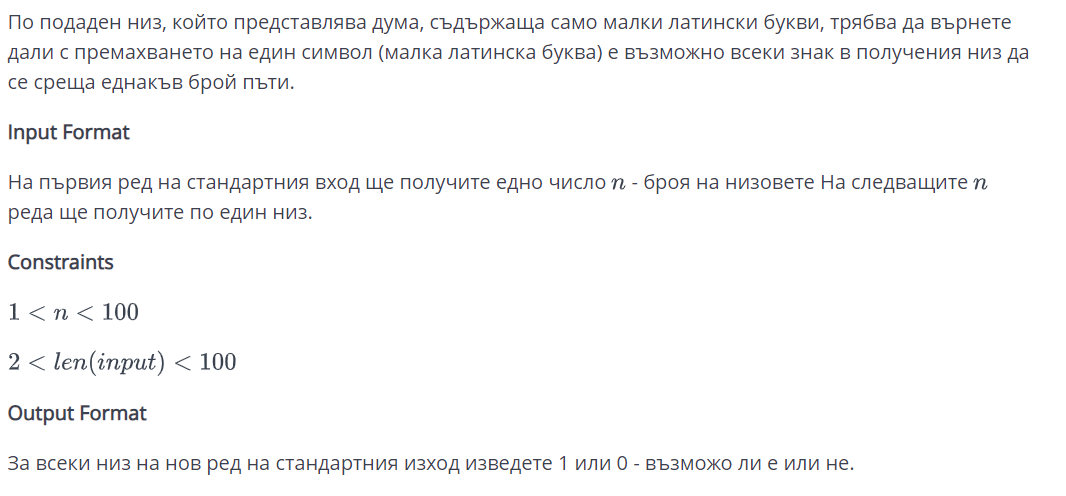 По подаден низ, който представлява дума, съдържаща само малки латински букви, трябва да върнете
дали с премахването на един символ (малка латинска буква) е възможно всеки знак в получения низ да
се среща еднакъв брой пъти.
Input Format
На първия ред на стандартния вход ще получите едно число n - броя на низовете На следващите n
реда ще получите по един низ.
Constraints
1 < n < 100
2 < len(input) < 100
Output Format
За всеки низ на нов ред на стандартния изход изведете 1 или 0 - възможо ли е или не.